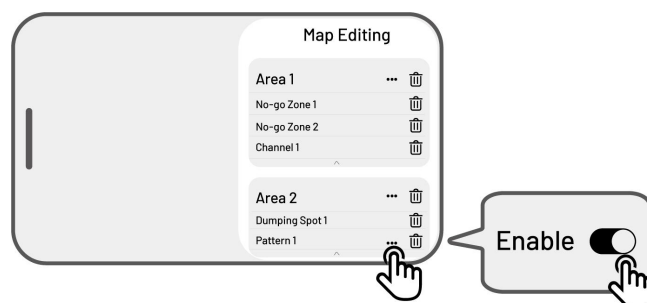 Map Editing
Area 1
No-go Zone 1
No-go Zone 2
Channel 1
Area 2
Dumping Spot 1
Pattern 1
Enable